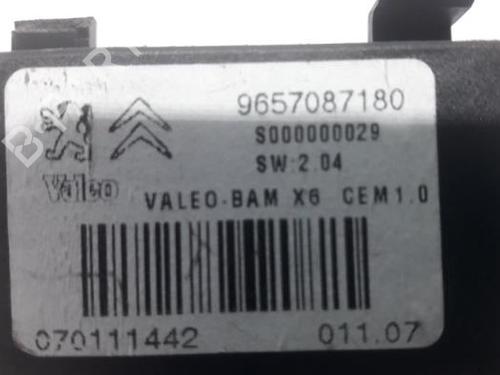 9657087180
S000000029
SW:2.04
Valeo
VALEO-BAM X6 CEM1.0
070111442 011.07